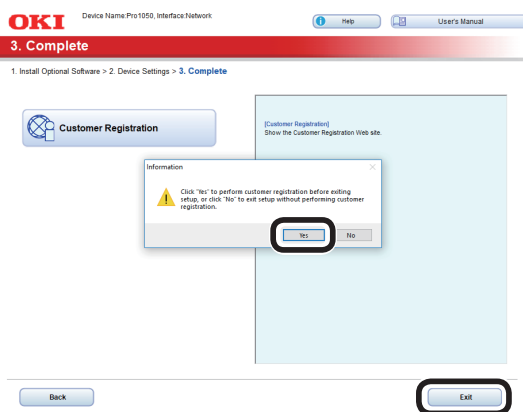 OKI
Device Name:Pro1050, Interface:Network
Help
User's Manual
3. Complete
1. Install Optional Software > 2. Device Settings > 3. Complete
Customer Registration
[Customer Registration]
Show the Customer Registration Web site.
Information
Click "Yes" to perform customer registration before exiting
setup, or click "No" to exit setup without performing customer
registration.
Yes
No
Back
Exit